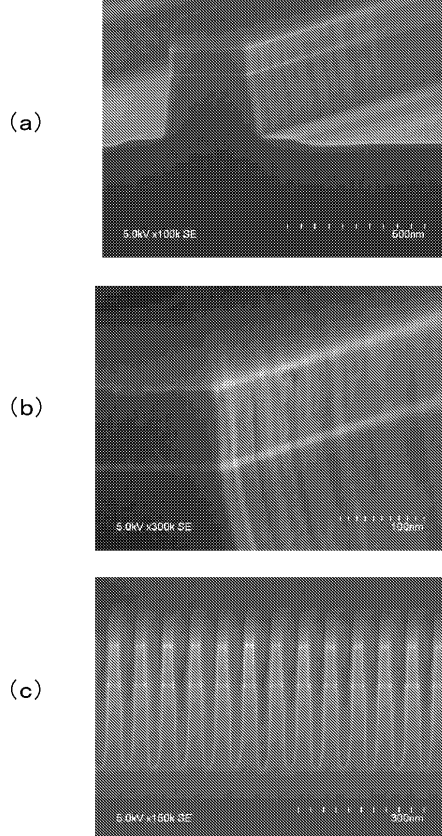 (a)
5.0kV x100k SE 500nm
(b)
5.0kV x300k SE 100nm
(c)
5.0kV x150k SE 300nm